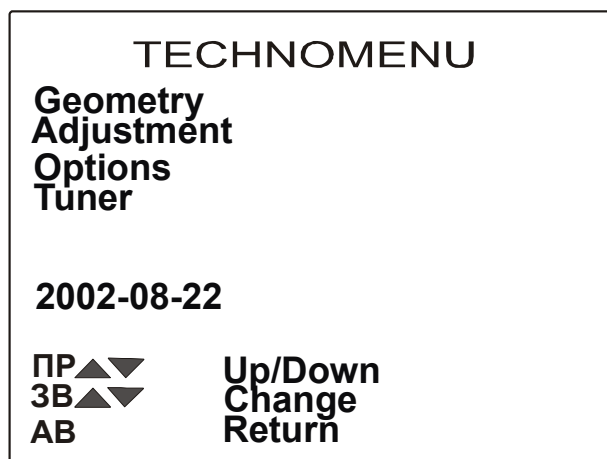 TECHNOMENU
Geometry
Adjustment
Options
Tuner
2002-08-22
ПР▲▼ Up/Down
ЗВ▲▼ Change
АВ Return